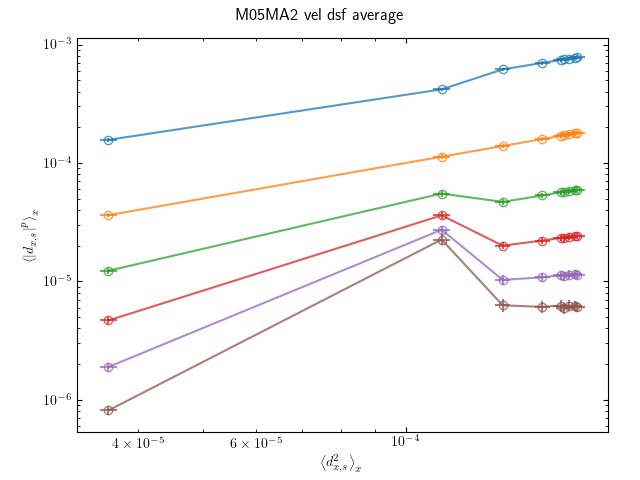 M05MA2 vel dsf average
⟨|d_{x,s}|^p⟩_x
10^{-3}
10^{-4}
10^{-5}
10^{-6}
4 × 10^{-5}
6 × 10^{-5}
10^{-4}
⟨d^2_{x,s}⟩_x